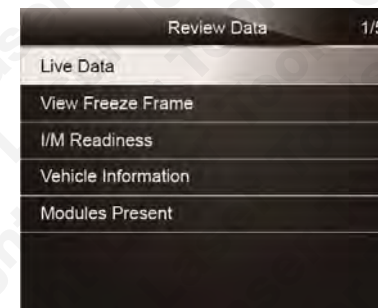 Review Data 1/5
Live Data
View Freeze Frame
I/M Readiness
Vehicle Information
Modules Present